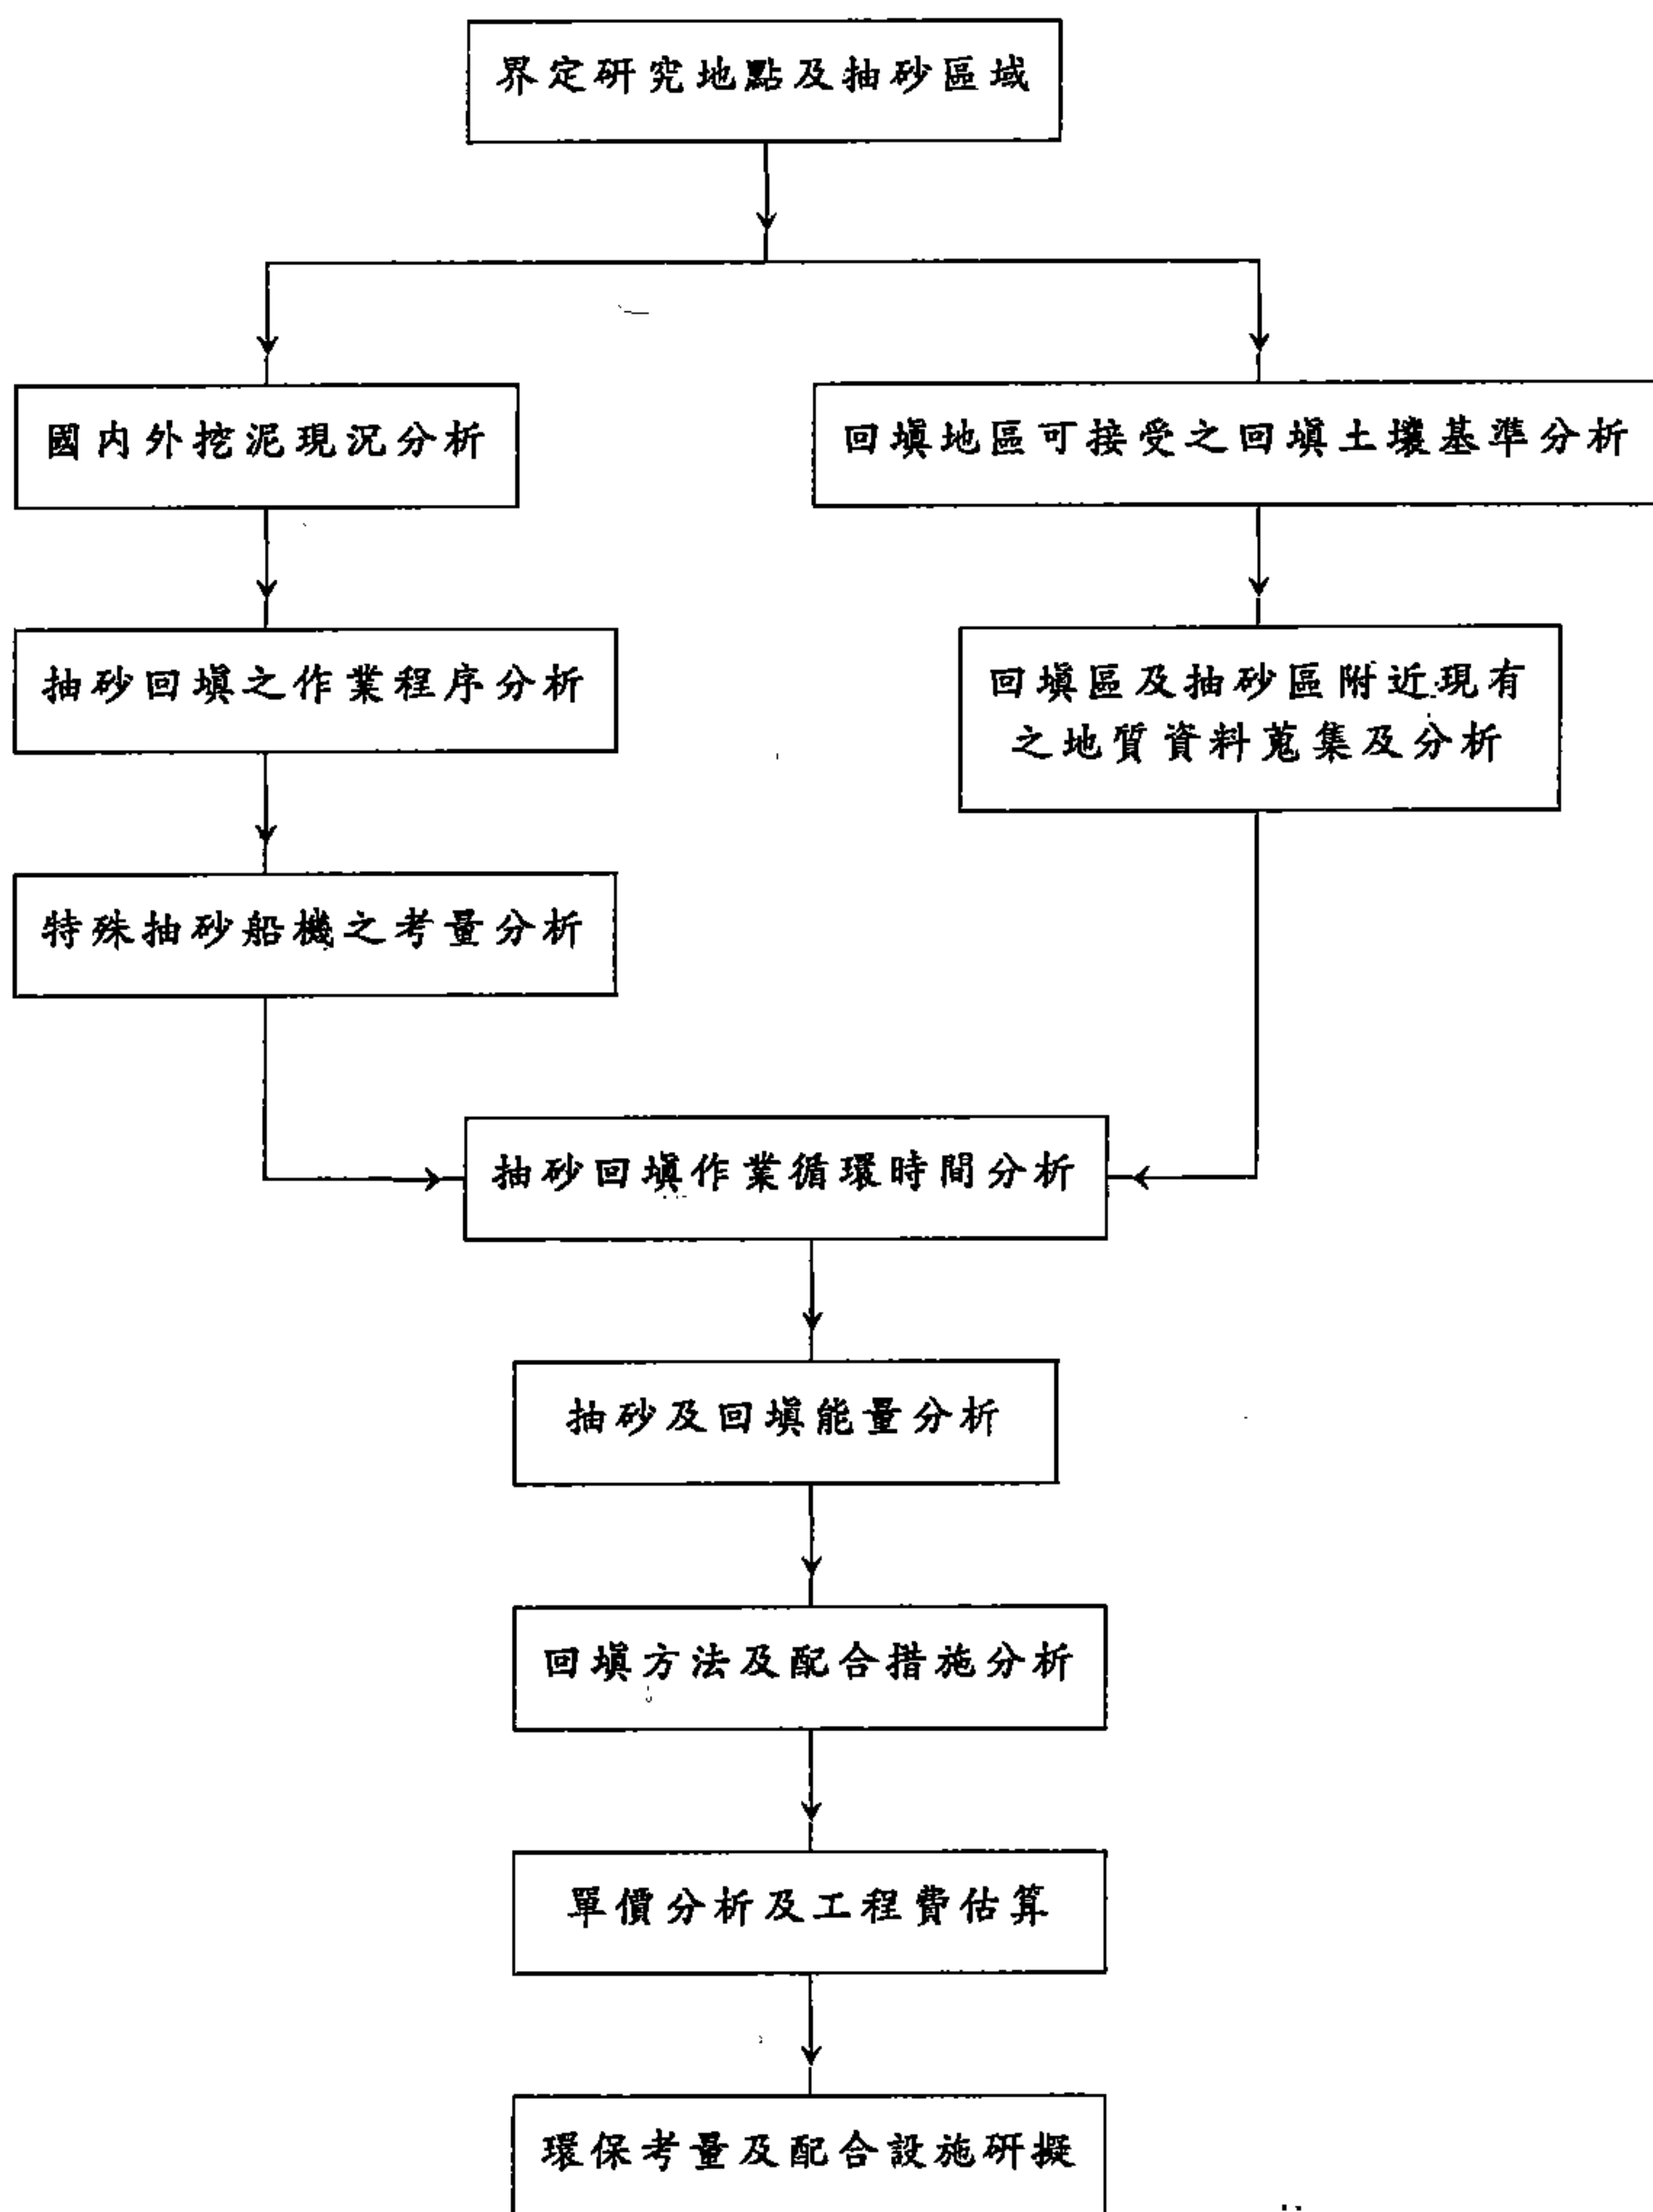 界定研究地點及抽砂區域
國內外挖泥現況分析
回填地區可接受之回填土壤基準分析
抽砂回填之作業程序分析
回填區及抽砂區附近現有
之地質資料蒐集及分析
特殊抽砂船機之考量分析
抽砂回填作業循環時間分析
抽砂及回填能量分析
回填方法及配合措施分析
單價分析及工程費估算
環保考量及配合設施研擬